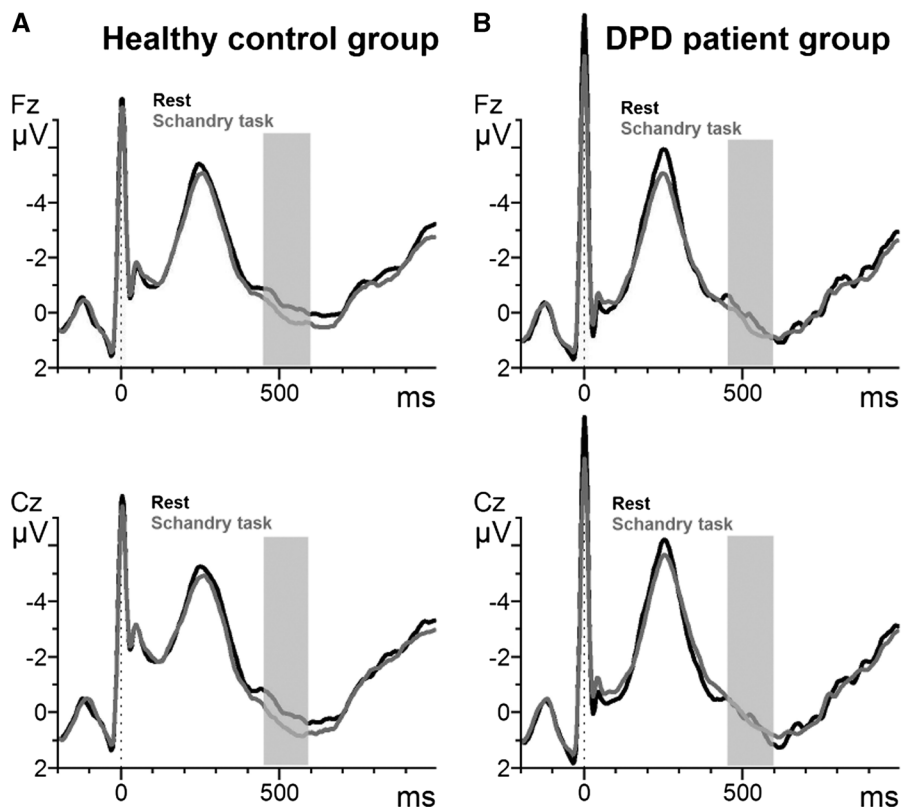 A
Healthy control group
Fz
µV
Rest
Schandry task
-4
-2
0
2
0
500
ms
B
DPD patient group
Fz
µV
Rest
Schandry task
-4
-2
0
2
0
500
ms
Cz
µV
Rest
Schandry task
-4
-2
0
2
0
500
ms
Cz
µV
Rest
Schandry task
-4
-2
0
2
0
500
ms